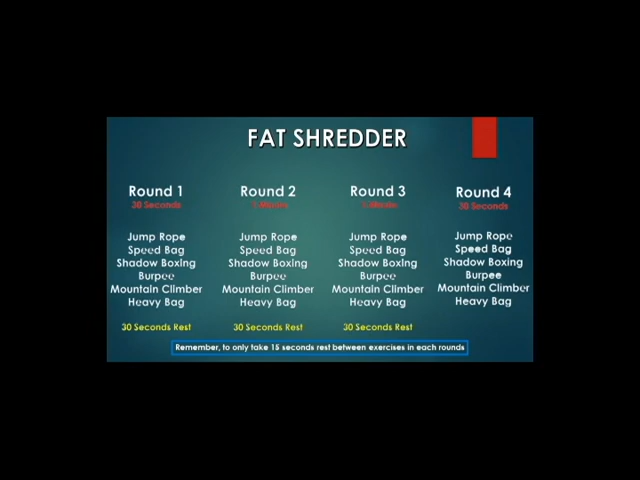 FAT SHREDDER
Round 1
30 Seconds
Jump Rope
Speed Bag
Shadow Boxing
Burpee
Mountain Climber
Heavy Bag
30 Seconds Rest
Round 2
Jump Rope
Speed Bag
Shadow Boxing
Burpee
Mountain Climber
Heavy Bag
30 Seconds Rest
Round 3
Jump Rope
Speed Bag
Shadow Boxing
Burpee
Mountain Climber
Heavy Bag
30 Seconds Rest
Round 4
30 Seconds
Jump Rope
Speed Bag
Shadow Boxing
Burpee
Mountain Climber
Heavy Bag
Remember, to only take 15 seconds rest between exercises in each rounds